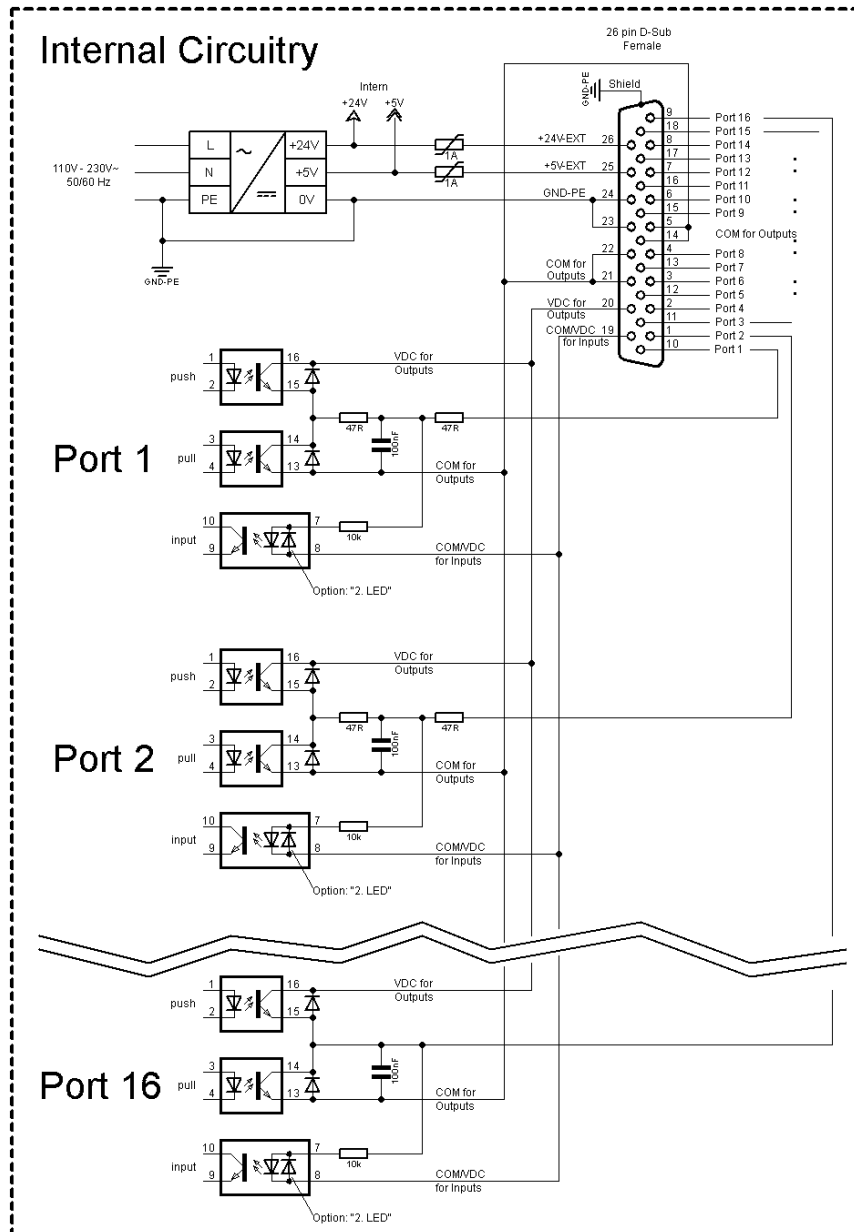 Internal Circuitry
26 pin D-Sub
Female
GND-PE
Shield
Intern
+24V
+5V
L
N
PE
~
+24V
+5V
0V
110V - 230V~
50/60 Hz
1A
1A
GND-PE
+24V-EXT 26
+5V-EXT 25
GND-PE 24
23
22
COM for
Outputs 21
VDC for 20
Outputs
COM/VDC 19
for Inputs
9 Port 16
18 Port 15
8 Port 14
17 Port 13
7 Port 12
16 Port 11
6 Port 10
15 Port 9
5
14 COM for Outputs
4 Port 8
13 Port 7
3 Port 6
12 Port 5
2 Port 4
11 Port 3
1 Port 2
10 Port 1
Port 1
push
1
2
16
15
VDC for
Outputs
47R
100nF
47R
pull
3
4
14
13
COM for
Outputs
input
10
9
7
8
10k
COM/VDC
for Inputs
Option: "2. LED"
Port 2
push
1
2
16
15
VDC for
Outputs
47R
100nF
47R
pull
3
4
14
13
COM for
Outputs
input
10
9
7
8
10k
COM/VDC
for Inputs
Option: "2. LED"
Port 16
push
1
2
16
15
VDC for
Outputs
100nF
pull
3
4
14
13
COM for
Outputs
input
10
9
7
8
10k
COM/VDC
for Inputs
Option: "2. LED"